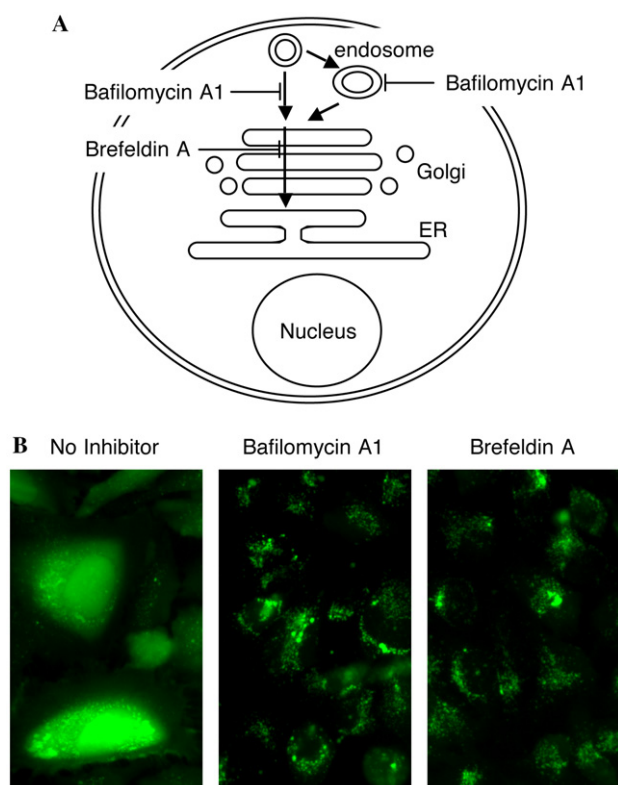 A
endosome
Bafilomycin A1
Bafilomycin A1
Brefeldin A
Golgi
ER
Nucleus
B No Inhibitor Bafilomycin A1 Brefeldin A